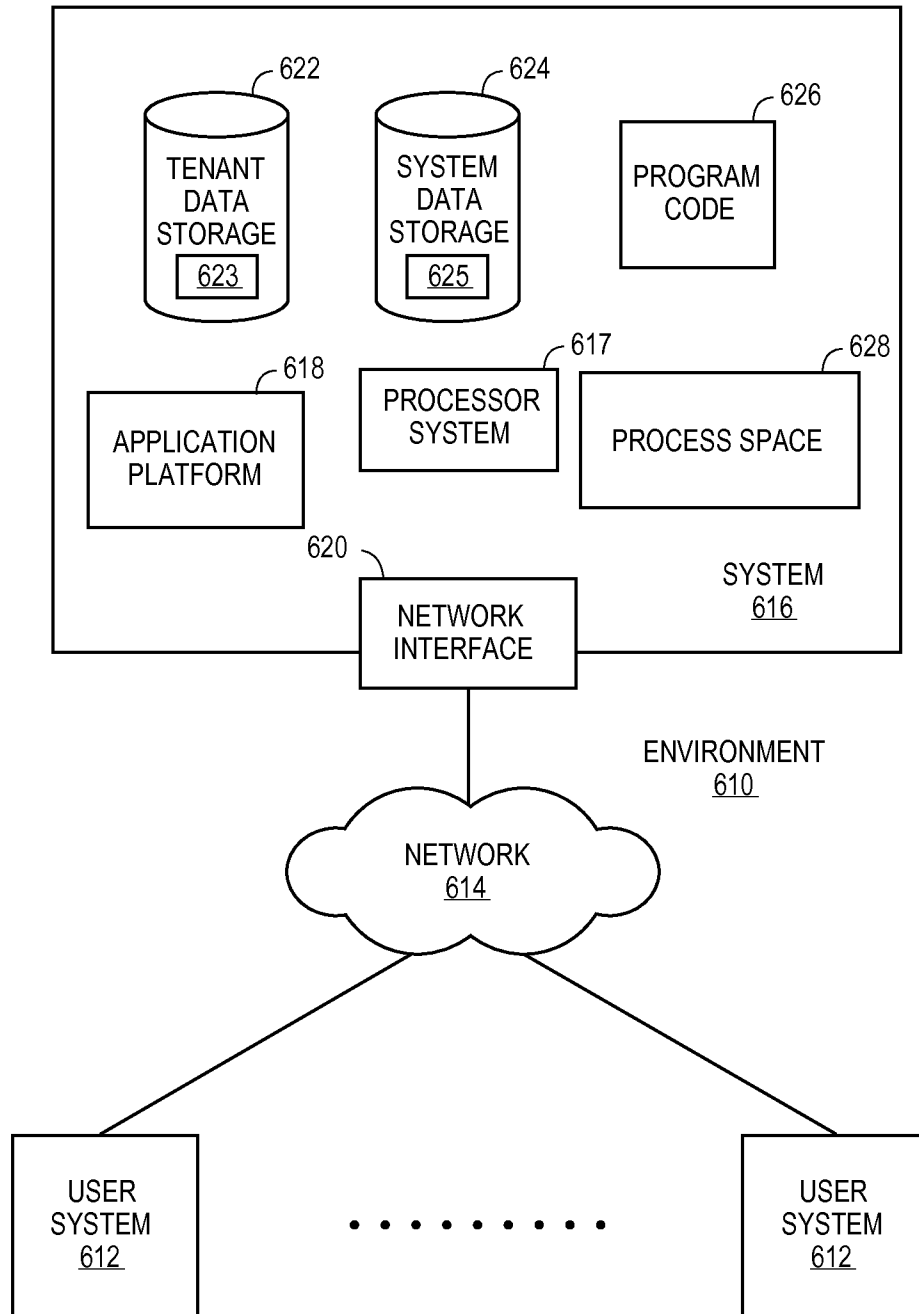 622
624
626
TENANT
DATA
STORAGE
623
SYSTEM
DATA
STORAGE
625
PROGRAM
CODE
618
617
628
APPLICATION
PLATFORM
PROCESSOR
SYSTEM
PROCESS SPACE
620
NETWORK
INTERFACE
SYSTEM
616
ENVIRONMENT
610
NETWORK
614
USER
SYSTEM
612
USER
SYSTEM
612